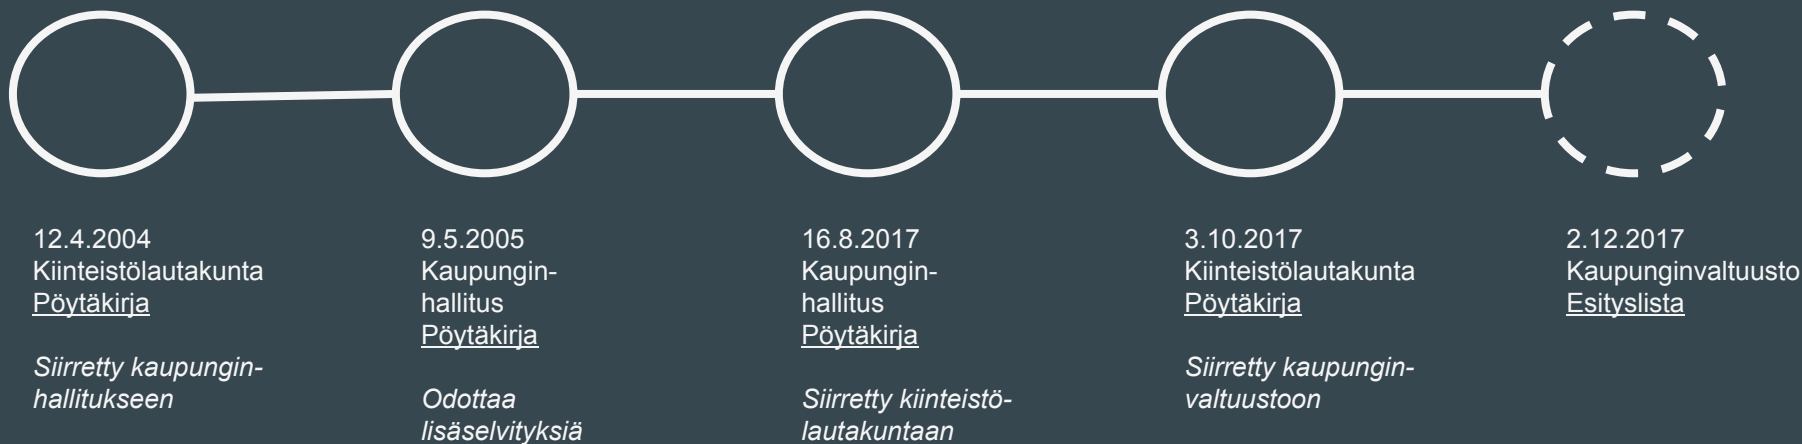 12.4.2004
Kiinteistölautakunta
Pöytäkirja
Siirretty kaupungin-
hallitukseen
9.5.2005
Kaupungin-
hallitus
Pöytäkirja
Odottaa
lisäselvityksiä
16.8.2017
Kaupungin-
hallitus
Pöytäkirja
Siirretty kiinteistö-
lautakuntaan
3.10.2017
Kiinteistölautakunta
Pöytäkirja
Siirretty kaupungin-
valtuustoon
2.12.2017
Kaupunginvaltuusto
Esityslista